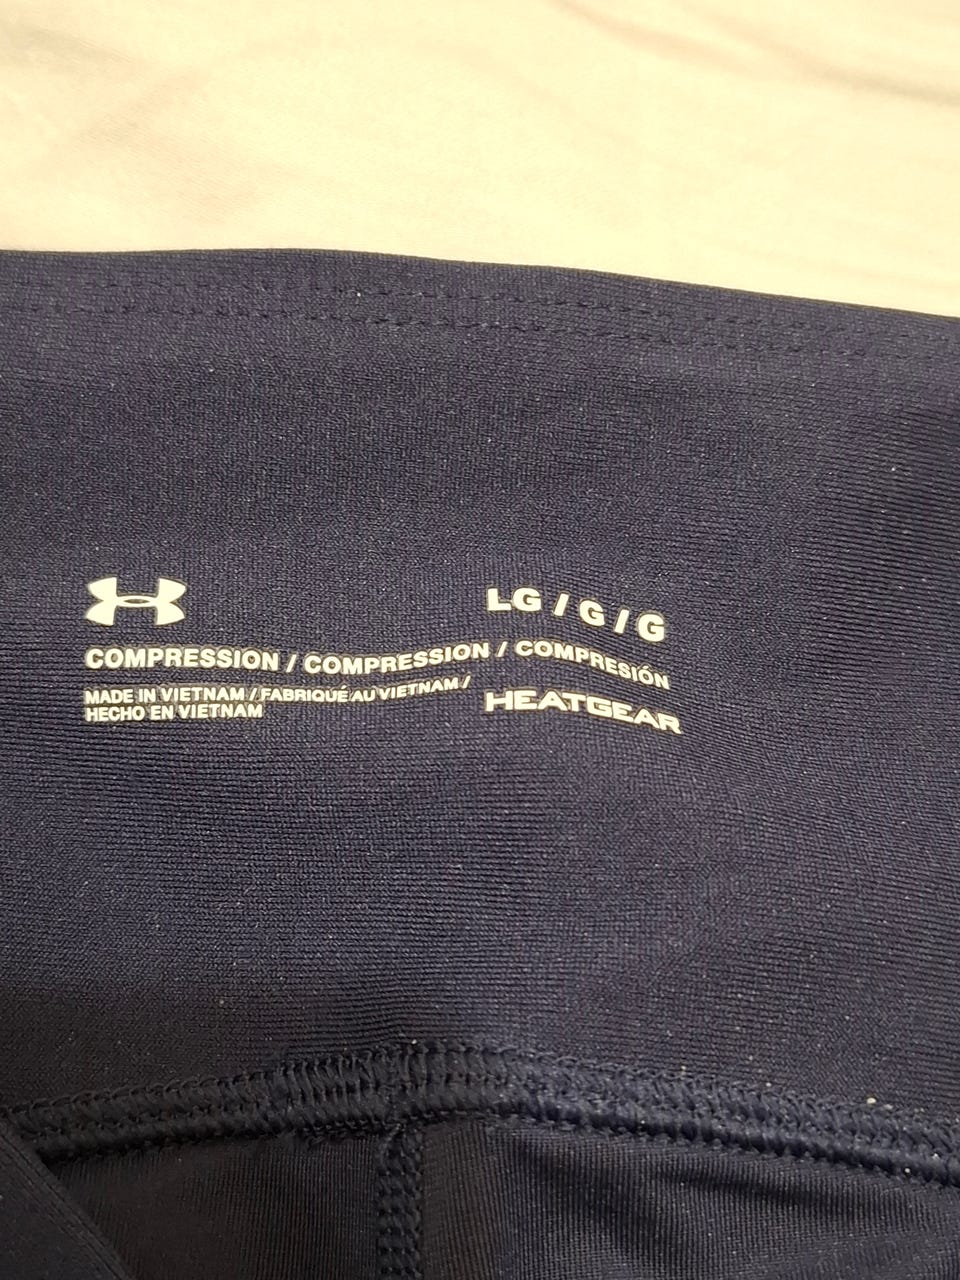 LG / G / G
COMPRESSION / COMPRESSION / COMPRESIÓN
MADE IN VIETNAM / FABRIQUÉ AU VIETNAM /
HECHO EN VIETNAM
HEATGEAR